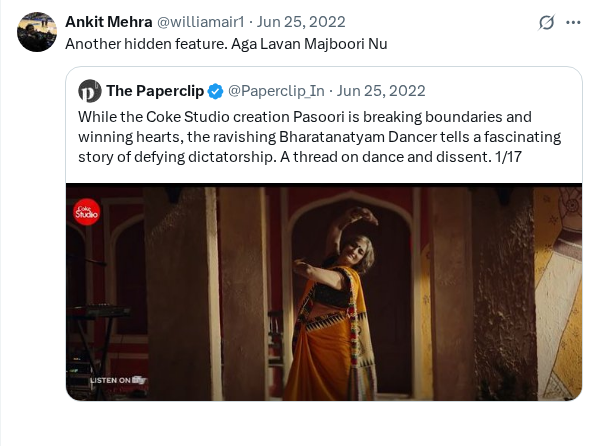 Ankit Mehra @williamair1 · Jun 25, 2022
Another hidden feature. Aga Lavan Majboori Nu
The Paperclip @Paperclip_In · Jun 25, 2022
While the Coke Studio creation Pasoori is breaking boundaries and
winning hearts, the ravishing Bharatanatyam Dancer tells a fascinating
story of defying dictatorship. A thread on dance and dissent. 1/17
Coke
Studio
LISTEN ON